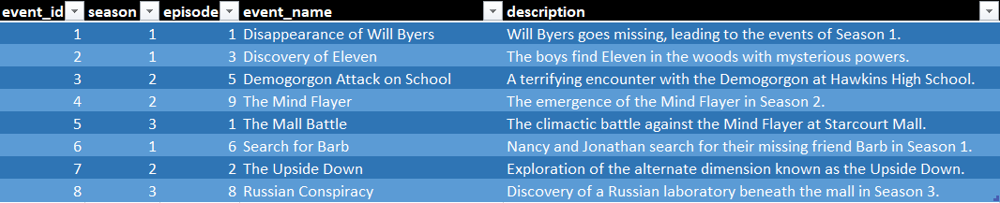 event_id season episode event_name description
1 1 1 Disappearance of Will Byers Will Byers goes missing, leading to the events of Season 1.
2 1 3 Discovery of Eleven The boys find Eleven in the woods with mysterious powers.
3 2 5 Demogorgon Attack on School A terrifying encounter with the Demogorgon at Hawkins High School.
4 2 9 The Mind Flayer The emergence of the Mind Flayer in Season 2.
5 3 1 The Mall Battle The climactic battle against the Mind Flayer at Starcourt Mall.
6 1 6 Search for Barb Nancy and Jonathan search for their missing friend Barb in Season 1.
7 2 2 The Upside Down Exploration of the alternate dimension known as the Upside Down.
8 3 8 Russian Conspiracy Discovery of a Russian laboratory beneath the mall in Season 3.